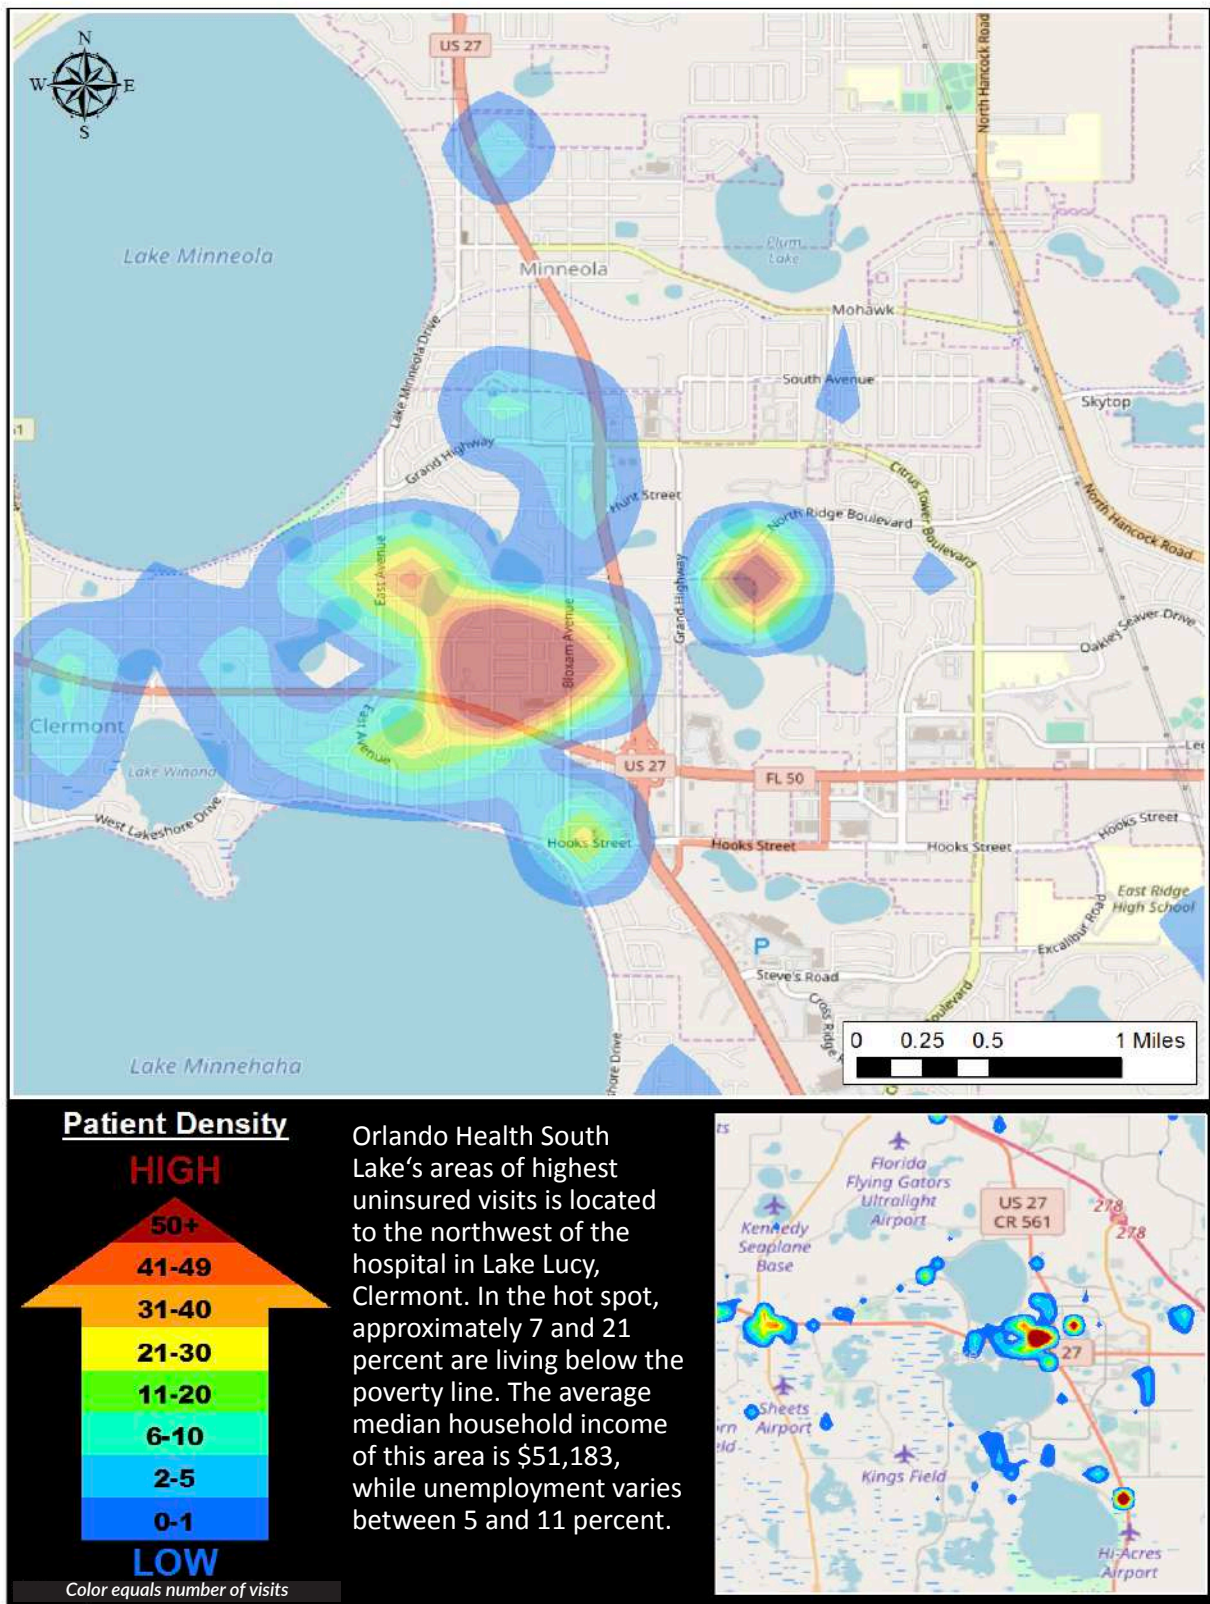 N
W E
S
US 27
North Hancock Road
Lake Minneola
Plum
Lake
Minneola
Mohawk
Lake Minneola Drive
South Avenue
Skytop
Grand Highway
Citrus Tower Boulevard
Hunt Street
North Ridge Boulevard
North Hancock Road
East Avenue
Bloxam Avenue
Grand Highway
Oakley Seaver Drive
Clermont
East Avenue
Lake Winona
US 27
FL 50
West Lakeshore Drive
Hooks Street
Hooks Street
Hooks Street
Hooks Street
East Ridge
High School
Excalibur Road
P
Steve's Road
Lake Minnehaha
0 0.25 0.5 1 Miles
Patient Density
HIGH
50+
41-49
31-40
21-30
11-20
6-10
2-5
0-1
LOW
Color equals number of visits
Orlando Health South
Lake‘s areas of highest
uninsured visits is located
to the northwest of the
hospital in Lake Lucy,
Clermont. In the hot spot,
approximately 7 and 21
percent are living below the
poverty line. The average
median household income
of this area is $51,183,
while unemployment varies
between 5 and 11 percent.
Florida
Flying Gators
Ultralight
Airport
US 27
CR 561
278
278
Kennedy
Seaplane
Base
27
Sheets
Airport
Kings Field
Hi-Acres
Airport